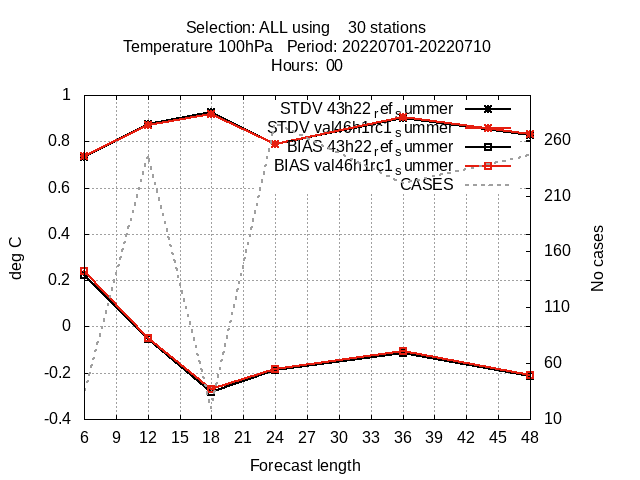 Selection: ALL using 30 stations
Temperature 100hPa Period: 20220701-20220710
Hours: 00
1
0.8
0.6
0.4
0.2
0
-0.2
-0.4
deg C
STDV 43h22_ref_summer
STDV val46h1rc1_summer
BIAS 43h22_ref_summer
BIAS val46h1rc1_summer
CASES
260
210
160
110
60
10
No cases
6 9 12 15 18 21 24 27 30 33 36 39 42 45 48
Forecast length